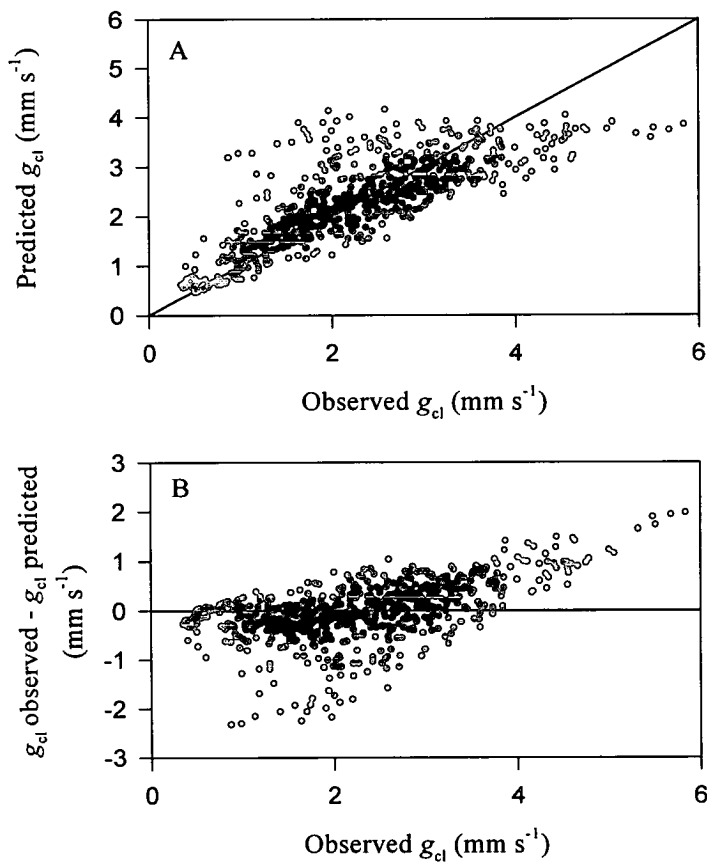 6
5
4
3
2
1
0
A
Predicted g_cl (mm s⁻¹)
0 2 4 6
Observed g_cl (mm s⁻¹)
3
2
1
0
-1
-2
-3
B
g_cl observed - g_cl predicted
(mm s⁻¹)
0 2 4 6
Observed g_cl (mm s⁻¹)